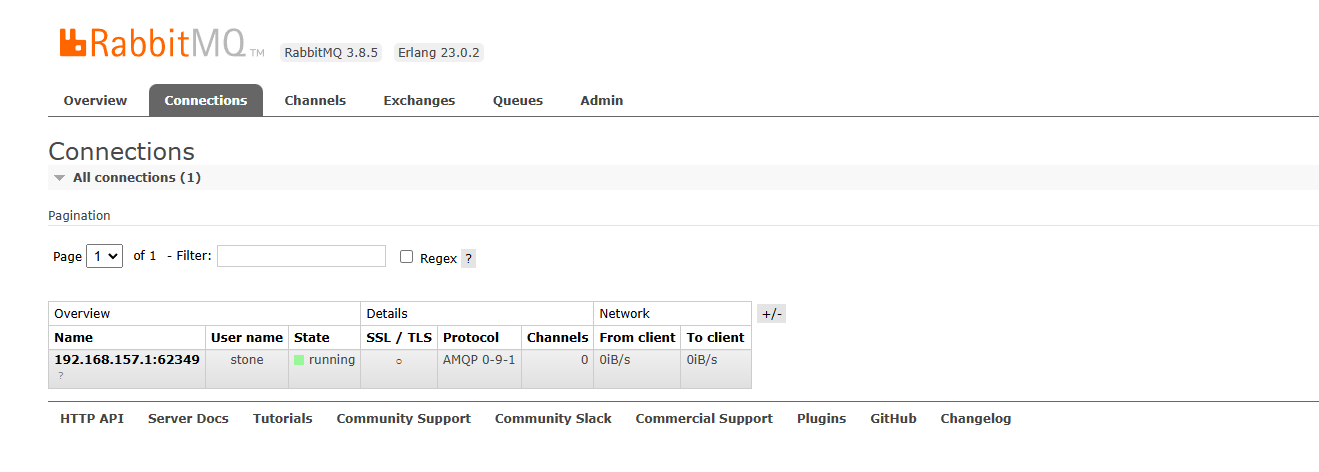 RabbitMQ TM RabbitMQ 3.8.5 Erlang 23.0.2
Overview Connections Channels Exchanges Queues Admin
Connections
All connections (1)
Pagination
Page 1 of 1 - Filter: Regex ?
Overview Details Network +/-
Name User name State SSL / TLS Protocol Channels From client To client
192.168.157.1:62349 stone running ○ AMQP 0-9-1 0 0iB/s 0iB/s
?
HTTP API Server Docs Tutorials Community Support Community Slack Commercial Support Plugins GitHub Changelog